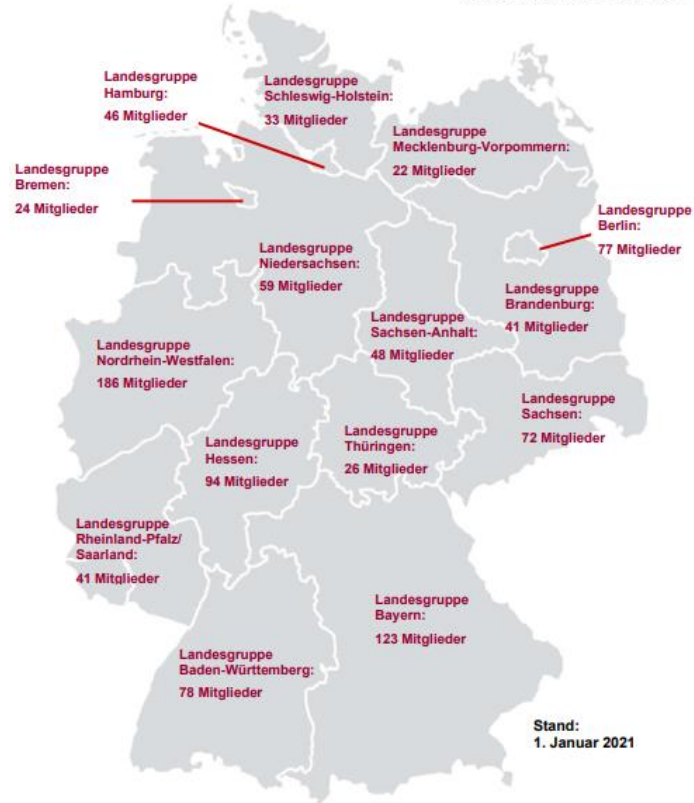 Landesgruppe
Hamburg:
46 Mitglieder
Landesgruppe
Schleswig-Holstein:
33 Mitglieder
Landesgruppe
Mecklenburg-Vorpommern:
22 Mitglieder
Landesgruppe
Bremen:
24 Mitglieder
Landesgruppe
Berlin:
77 Mitglieder
Landesgruppe
Niedersachsen:
59 Mitglieder
Landesgruppe
Brandenburg:
41 Mitglieder
Landesgruppe
Sachsen-Anhalt:
48 Mitglieder
Landesgruppe
Nordrhein-Westfalen:
186 Mitglieder
Landesgruppe
Sachsen:
72 Mitglieder
Landesgruppe
Thüringen:
26 Mitglieder
Landesgruppe
Hessen:
94 Mitglieder
Landesgruppe
Rheinland-Pfalz/
Saarland:
41 Mitglieder
Landesgruppe
Bayern:
123 Mitglieder
Landesgruppe
Baden-Württemberg:
78 Mitglieder
Stand:
1. Januar 2021